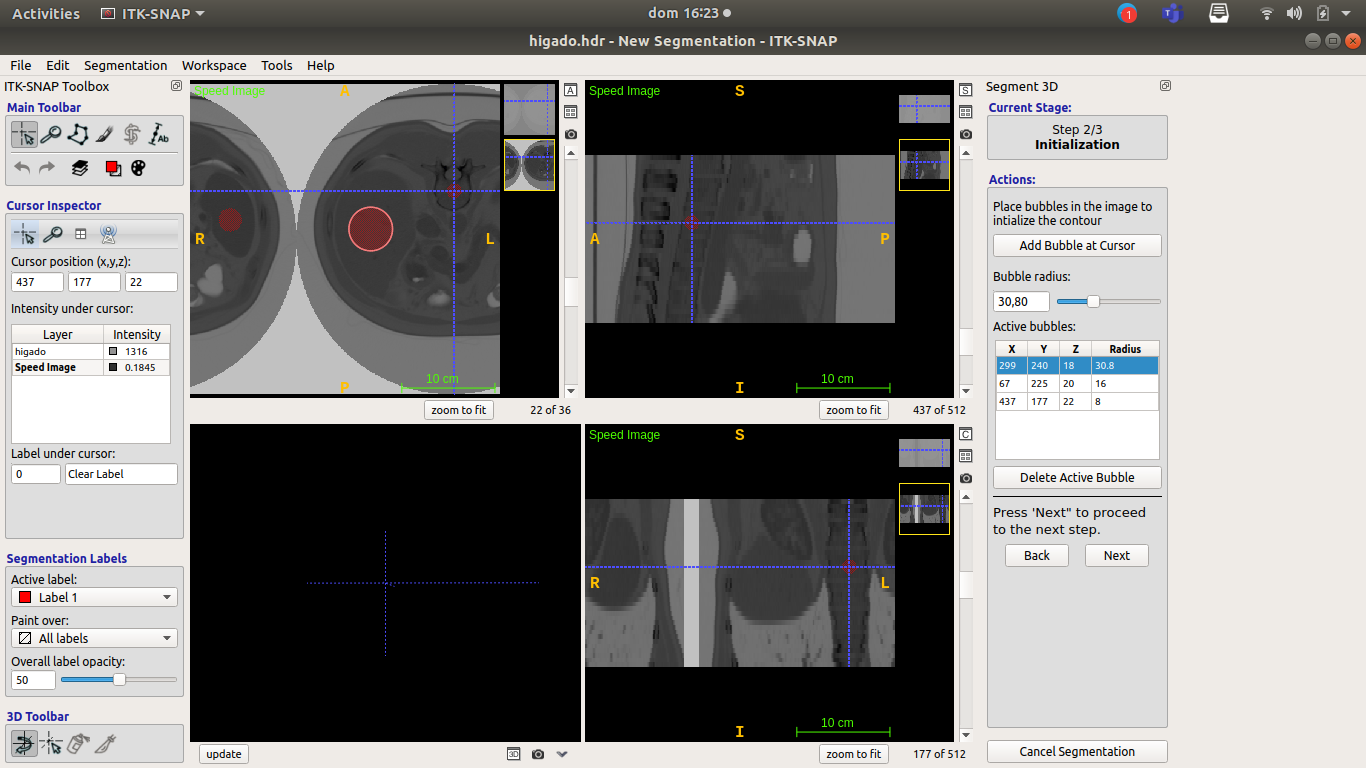 Activities ITK-SNAP dom 16:23 1
higado.hdr - New Segmentation - ITK-SNAP
File Edit Segmentation Workspace Tools Help
ITK-SNAP Toolbox
Main Toolbar
Ab
Cursor Inspector
Cursor position (x,y,z):
437 177 22
Intensity under cursor:
Layer Intensity
higado 1316
Speed Image 0.1845
Label under cursor:
0 Clear Label
Segmentation Labels
Active label:
Label 1
Paint over:
All labels
Overall label opacity:
50
3D Toolbar
Speed Image
A
R
L
P
10 cm
A
zoom to fit 22 of 36
Speed Image
S
A
P
I
10 cm
S
zoom to fit 437 of 512
update 3D
Speed Image
S
R
L
I
10 cm
C
zoom to fit 177 of 512
Segment 3D
Current Stage:
Step 2/3
Initialization
Actions:
Place bubbles in the image to
intialize the contour
Add Bubble at Cursor
Bubble radius:
30,80
Active bubbles:
X Y Z Radius
299 240 18 30.8
67 225 20 16
437 177 22 8
Delete Active Bubble
Press 'Next" to proceed
to the next step.
Back Next
Cancel Segmentation